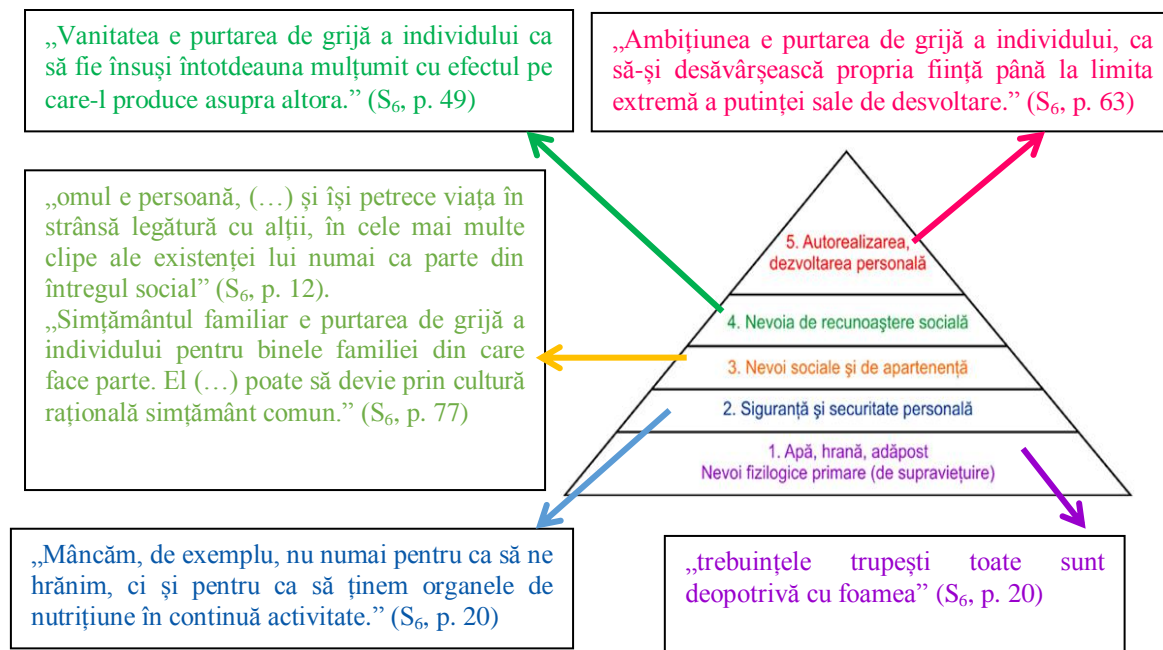 „Vanitatea e purtarea de grijă a individului ca
să fie însuși întotdeauna mulțumit cu efectul pe
care-l produce asupra altora.” (S₆, p. 49)
„Ambițiunea e purtarea de grijă a individului, ca
să-și desăvârșească propria ființă până la limita
extremă a putinței sale de desvoltare.” (S₆, p. 63)
„omul e persoană, (…) și își petrece viața în
strânsă legătură cu alții, în cele mai multe
clipe ale existenței lui numai ca parte din
întregul social” (S₆, p. 12).
„Simțământul familiar e purtarea de grijă a
individului pentru binele familiei din care
face parte. El (…) poate să devie prin cultură
rațională simțământ comun.” (S₆, p. 77)
5. Autorealizarea,
dezvoltarea personală
4. Nevoia de recunoaştere socială
3. Nevoi sociale şi de apartenență
2. Siguranță şi securitate personală
1. Apă, hrană, adăpost
Nevoi fizilogice primare (de supraviețuire)
„Mâncăm, de exemplu, nu numai pentru ca să ne
hrănim, ci și pentru ca să ținem organele de
nutrițiune în continuă activitate.” (S₆, p. 20)
„trebuințele trupești toate sunt
deopotrivă cu foamea” (S₆, p. 20)